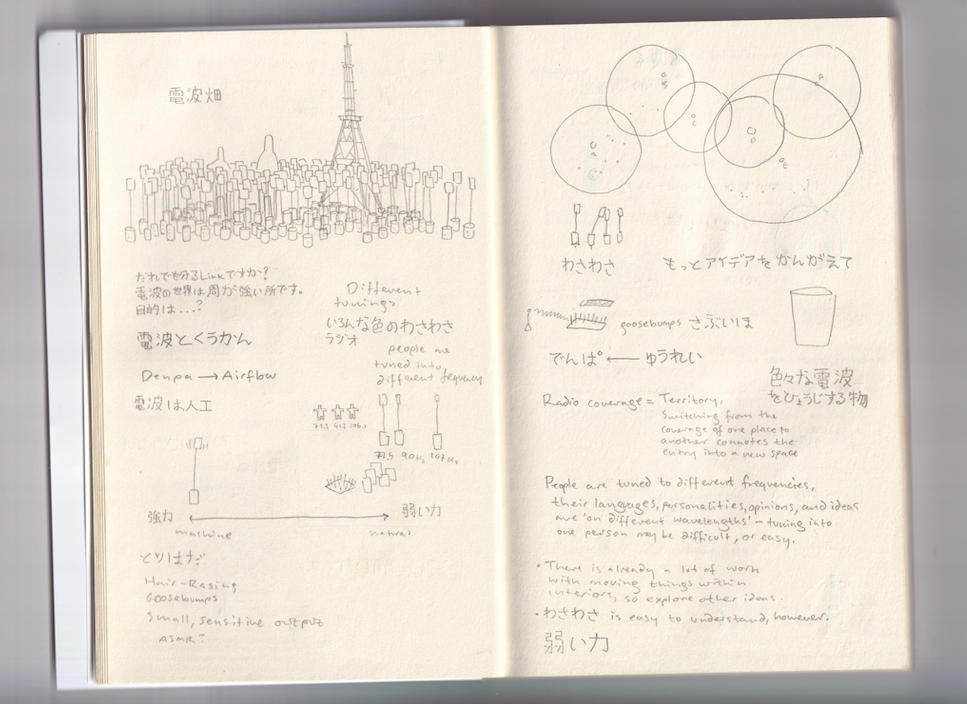 電波畑
だれでも分るLinkですか?
電波の世界は周が強い所です。
目的は...?
電波とくうかん
Denpa → Airflow
電波は人工
Different
tunings
いろんな色のわさわさ
ラジオ
people are
tuned into
different frequency
強力
弱い力
machine
natural
とりはだ
Hair-Rasing
Goosebumps
Small, sensitive output
ASMR?
わさわさ
もっとアイデアをかんがえて
goosebumps さぶいほ
でんぱ ← ゆうれい
色々な電波
をひょうじする物
Radio coverage = Territory,
Switching from the
coverage of one place to
another connotes the
entry into a new space
People are tuned to different frequencies,
their languages, personalities, opinions, and ideas
are 'on different wavelengths' - tuning into
one person may be difficult, or easy.
・There is already a lot of work
with moving things within
interiors, so explore other ideas.
・わさわさ is easy to understand, however.
弱い力